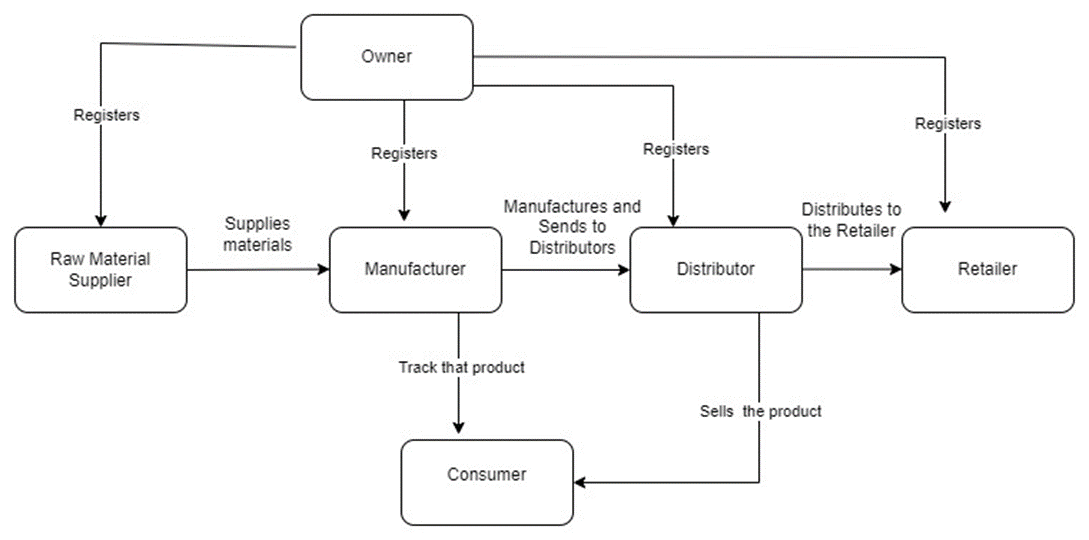 Owner
Registers
Registers
Registers
Registers
Supplies
materials
Manufactures and
Sends to
Distributors
Distributes to
the Retailer
Raw Material
Supplier
Manufacturer
Distributor
Retailer
Track that product
Sells the product
Consumer